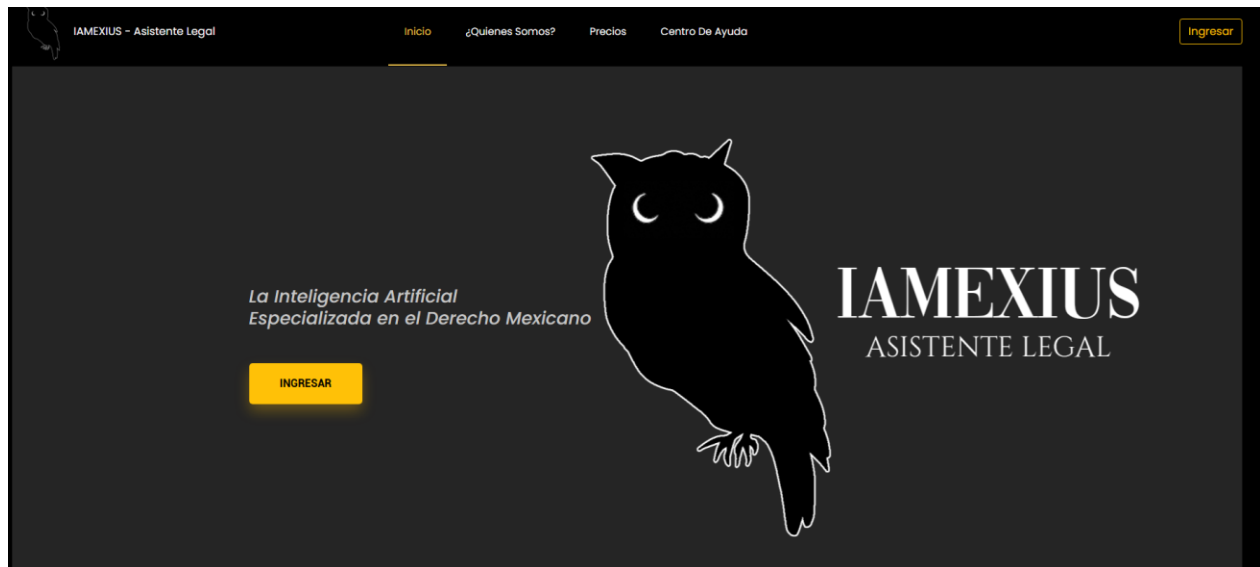 IAMEXIUS - Asistente Legal
Inicio
¿Quienes Somos?
Precios
Centro De Ayuda
Ingresar
La Inteligencia Artificial
Especializada en el Derecho Mexicano
INGRESAR
IAMEXIUS
ASISTENTE LEGAL